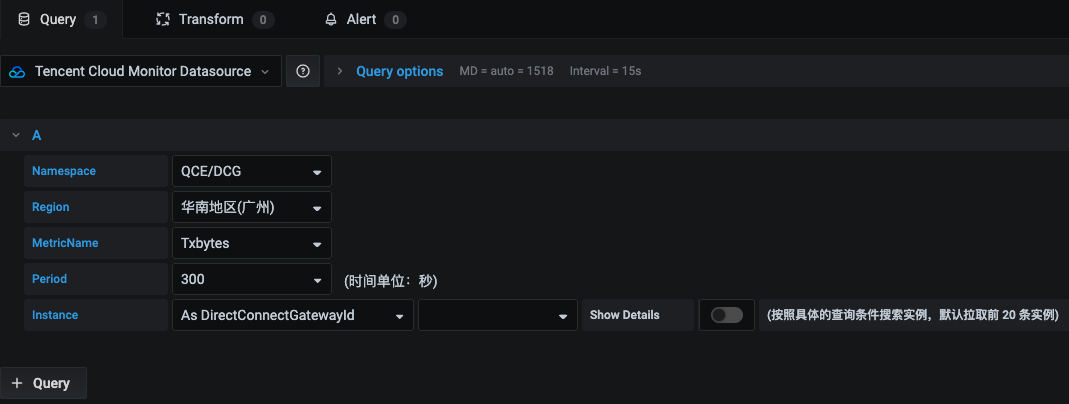 Query 1 Transform 0 Alert 0
Tencent Cloud Monitor Datasource Query options MD = auto = 1518 Interval = 15s
A
Namespace QCE/DCG
Region 华南地区(广州)
MetricName Txbytes
Period 300 (时间单位：秒)
Instance As DirectConnectGatewayId Show Details (按照具体的查询条件搜索实例，默认拉取前 20 条实例)
+ Query